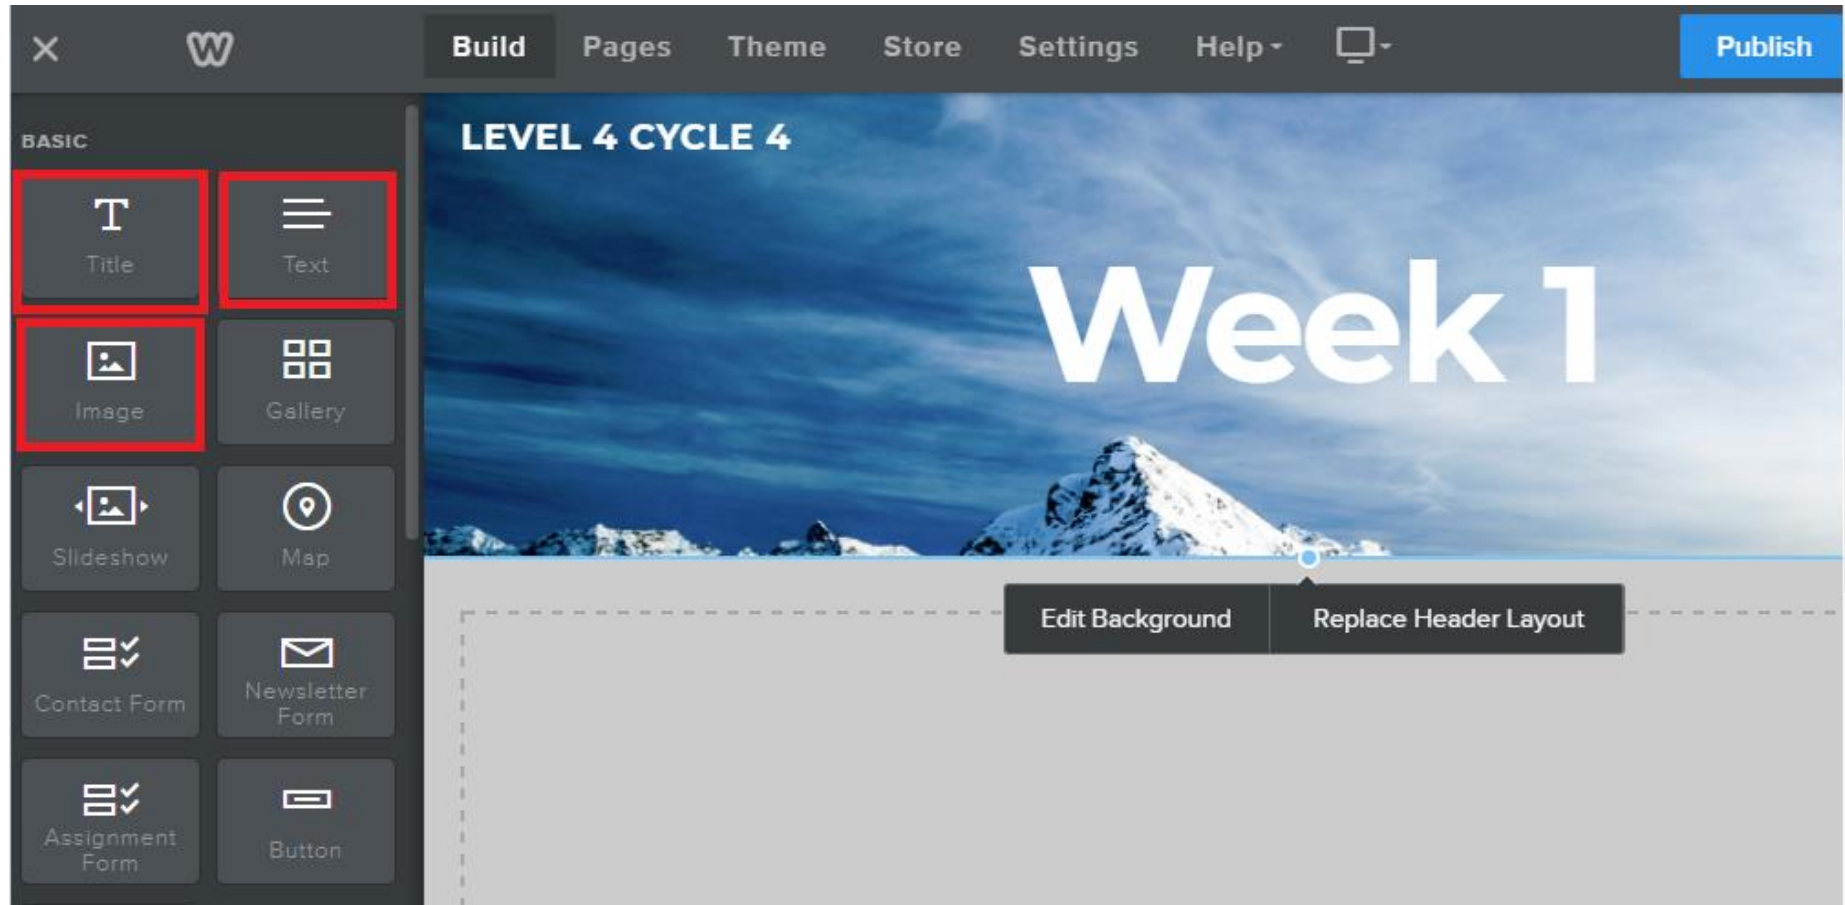 Build Pages Theme Store Settings Help Publish
BASIC
Title Text
Image Gallery
Slideshow Map
Contact Form
Newsletter
Form
Assignment
Form
Button
LEVEL 4 CYCLE 4
Week 1
Edit Background Replace Header Layout